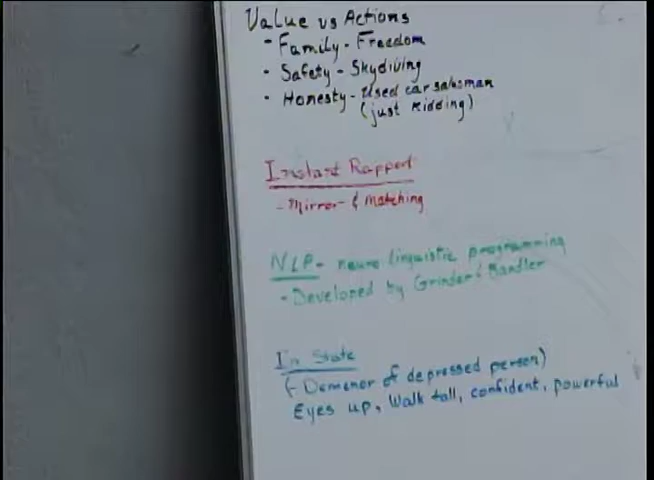 Value vs Actions
- Family - Freedom
• Safety - Skydiving
• Honesty - Used car salesman
(just Kidding)
Instant Rapport
- Mirror - & Matching
NLP - neuro linguistic programming
• Developed by Grinder & Bandler
In State
(- Demenor of depressed person)
Eyes up, Walk tall, confident, powerful